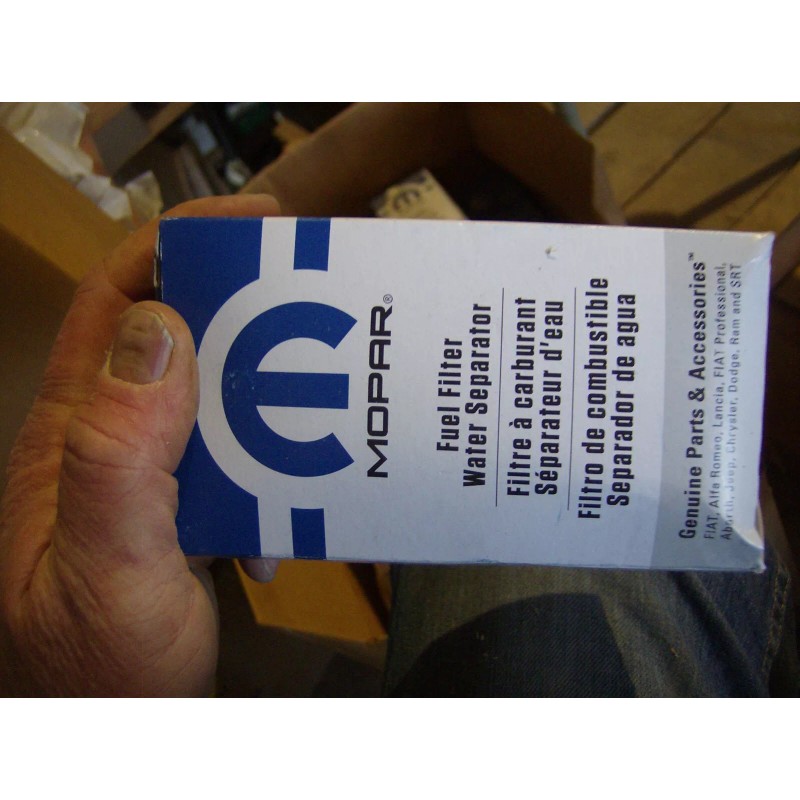 MOPAR®
Fuel Filter
Water Separator
Filtre à carburant
Séparateur d'eau
Filtro de combustible
Separador de agua
Genuine Parts & Accessories™
FIAT, Alfa Romeo, Lancia, FIAT Professional,
Abarth, Jeep, Chrysler, Dodge, Ram and SRT